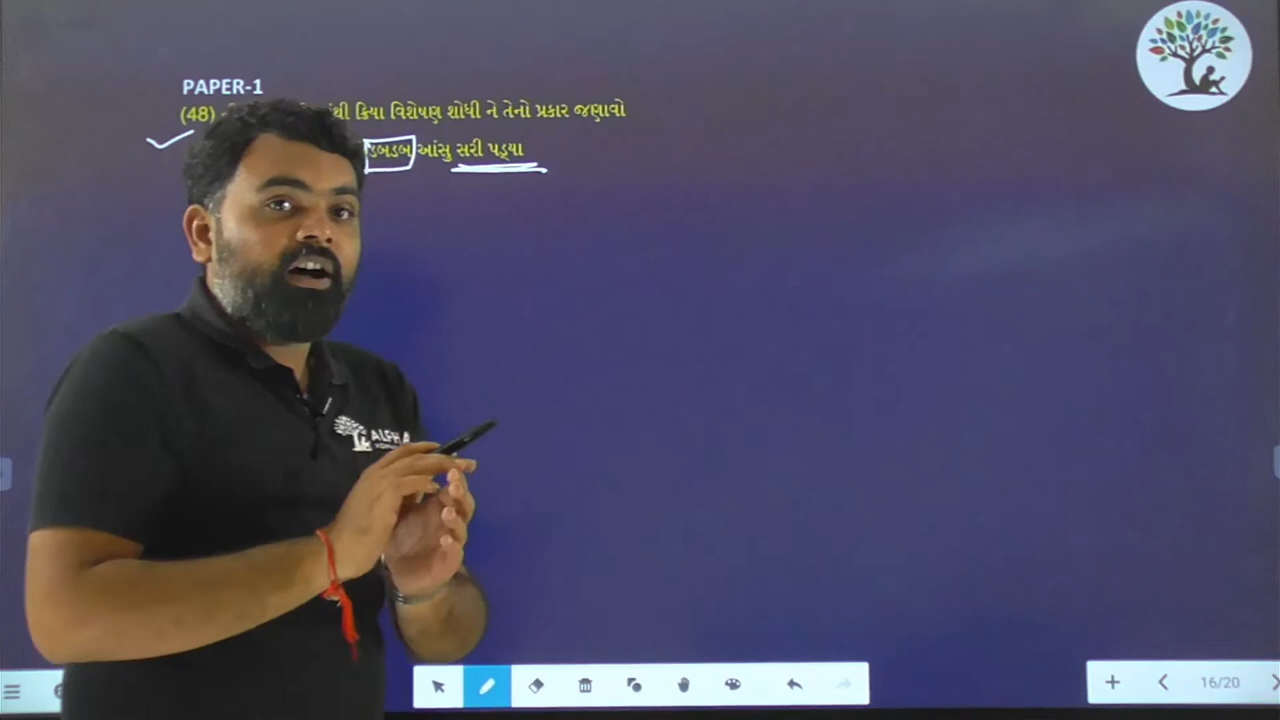 PAPER-1
(48) ક્રિયા વિશેષણ શોધી ને તેનો પ્રકાર જણાવો
ડબડબ આંસુ સરી પડ્યા
16/20